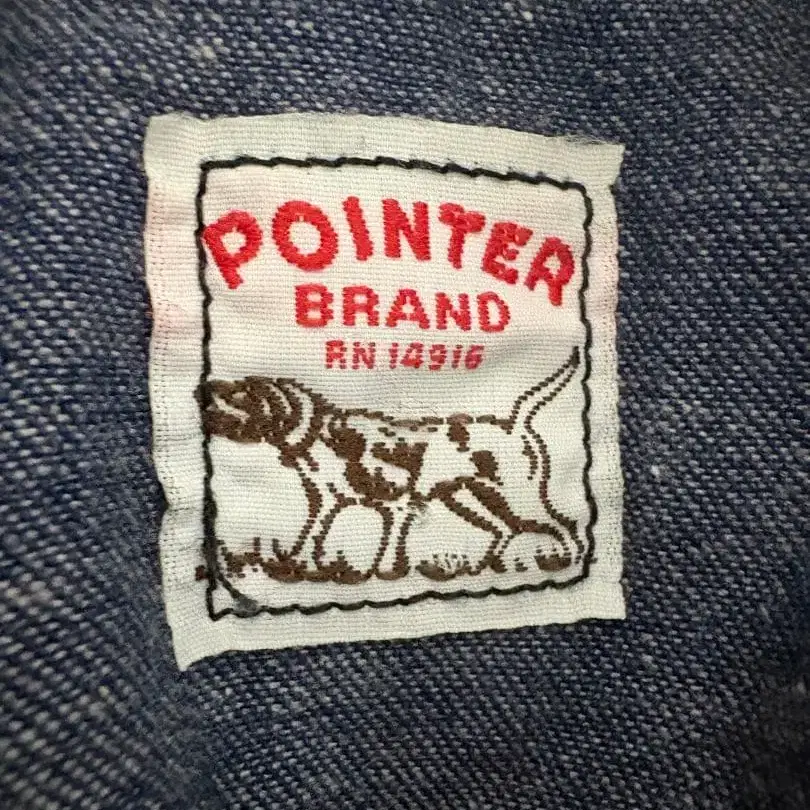 POINTER
BRAND
RN 14916